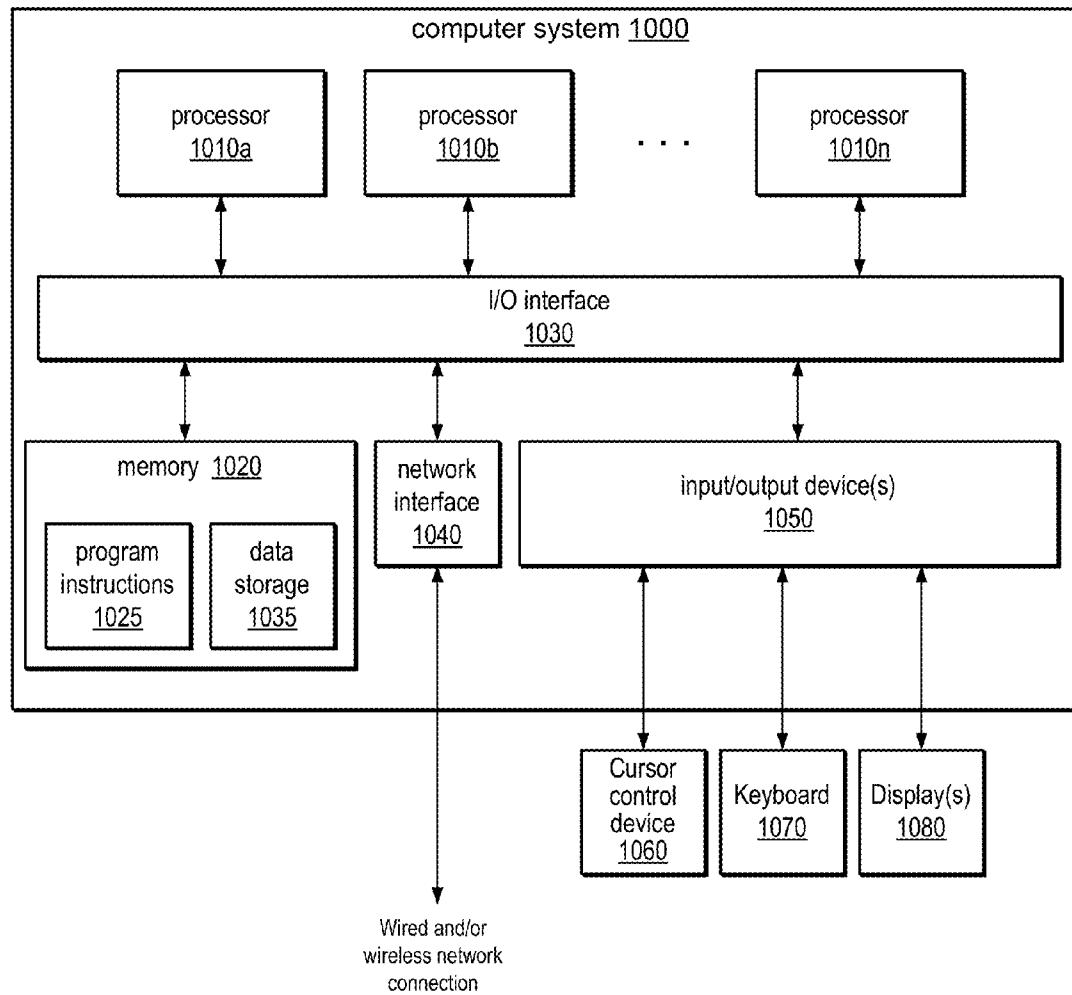 computer system 1000
processor
1010a
processor
1010b
. . .
processor
1010n
I/O interface
1030
memory 1020
program
instructions
1025
data
storage
1035
network
interface
1040
input/output device(s)
1050
Cursor
control
device
1060
Keyboard
1070
Display(s)
1080
Wired and/or
wireless network
connection